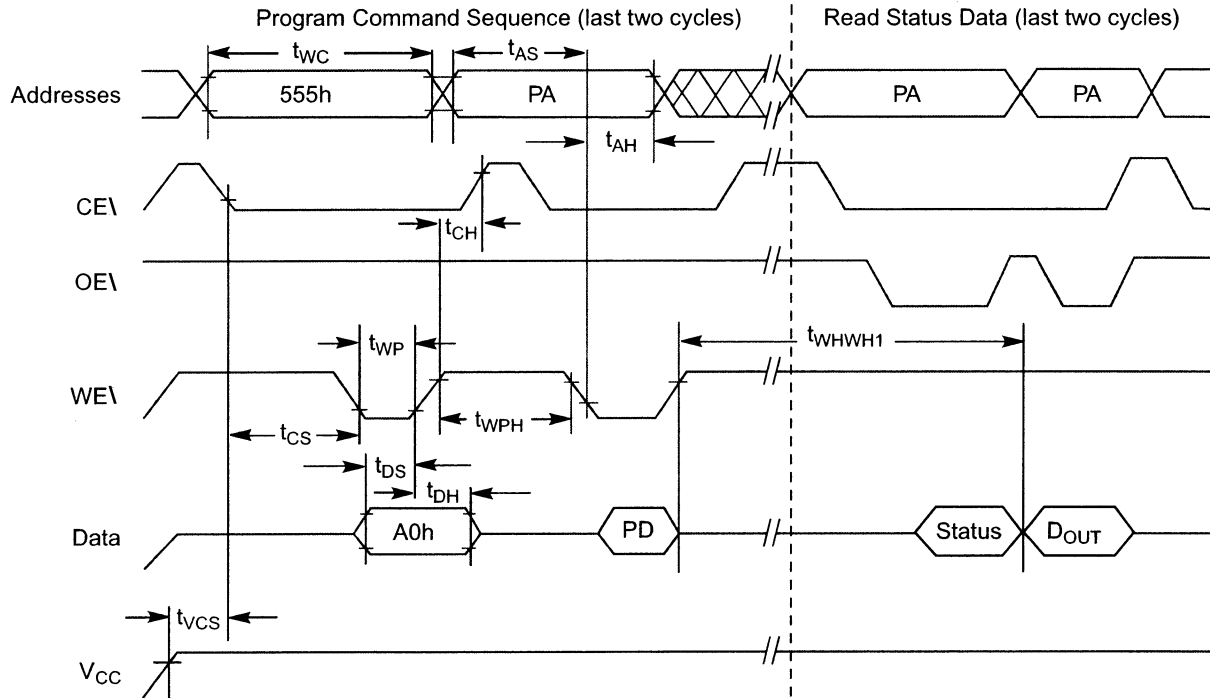 Program Command Sequence (last two cycles)
Read Status Data (last two cycles)
tWC
tAS
Addresses
555h
PA
PA
PA
tAH
CE\
tCH
OE\
tWP
tWHWH1
WE\
tCS
tWPH
tDS
tDH
Data
A0h
PD
Status
DOUT
tVCS
VCC